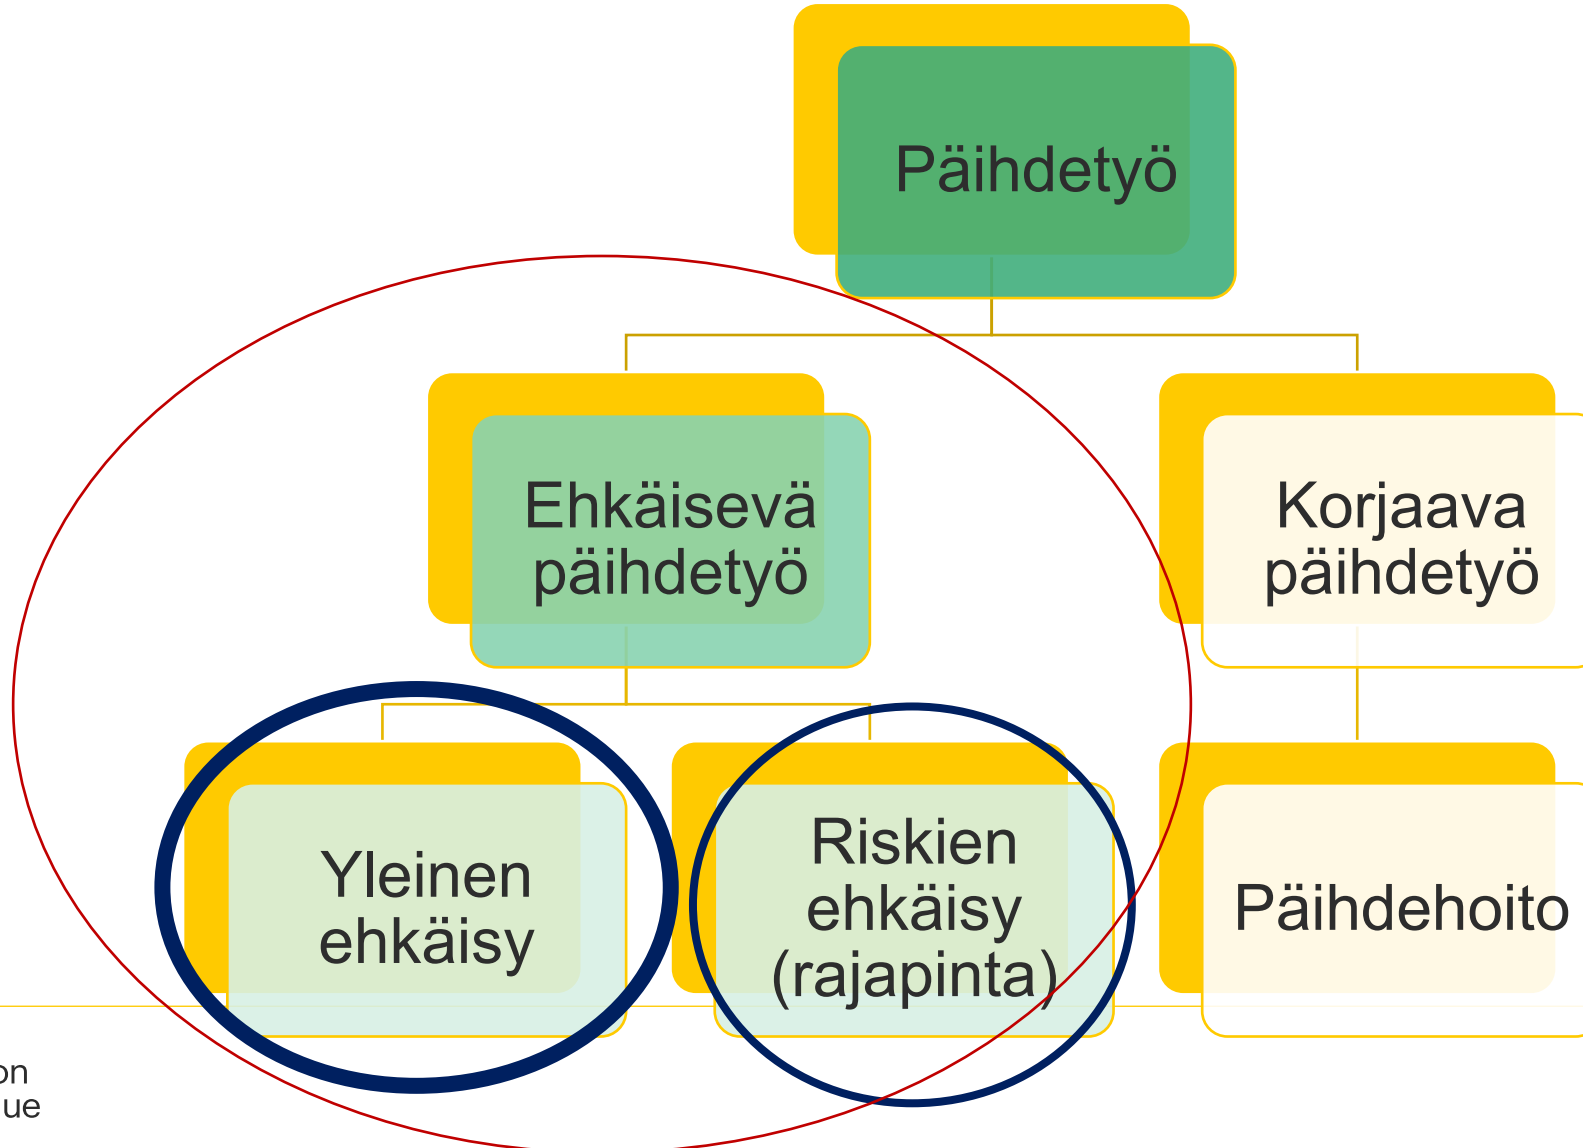 Päihdetyö
Ehkäisevä
päihdetyö
Korjaava
päihdetyö
Yleinen
ehkäisy
Riskien
ehkäisy
(rajapinta)
Päihdehoito
on
ue